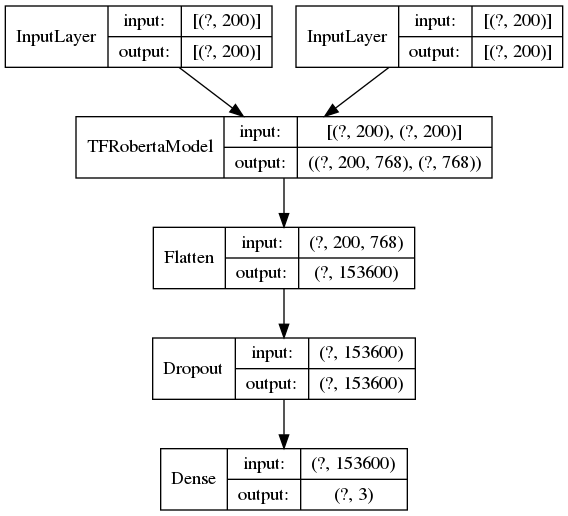 InputLayer input: [(?, 200)] output: [(?, 200)]
InputLayer input: [(?, 200)] output: [(?, 200)]
TFRobertaModel input: [(?, 200), (?, 200)] output: ((?, 200, 768), (?, 768))
Flatten input: (?, 200, 768) output: (?, 153600)
Dropout input: (?, 153600) output: (?, 153600)
Dense input: (?, 153600) output: (?, 3)